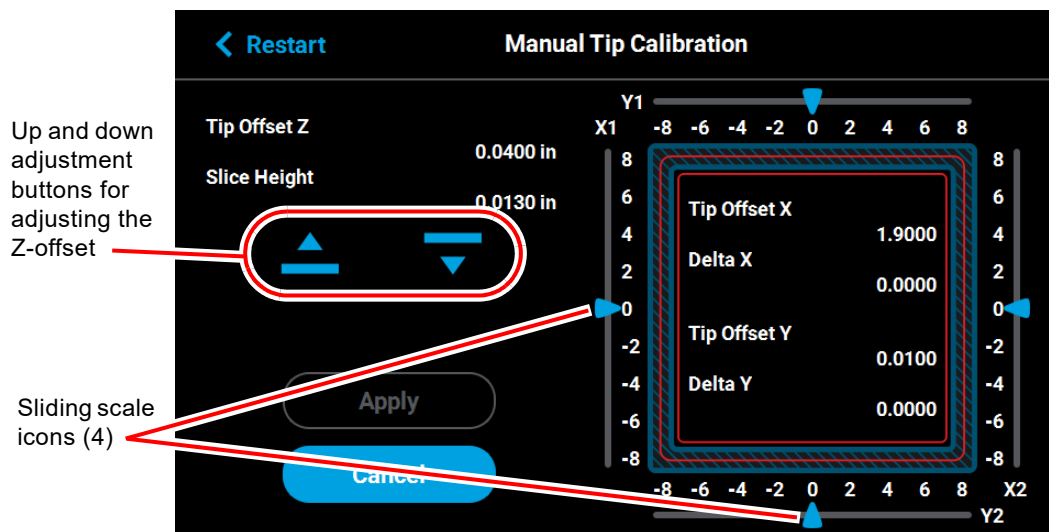 Restart
Manual Tip Calibration
Up and down
adjustment
buttons for
adjusting the
Z-offset
Sliding scale
icons (4)
Tip Offset Z
0.0400 in
Slice Height
0.0130 in
Apply
Cancel
Y1
X1
-8 -6 -4 -2 0 2 4 6 8
8
6
4
2
0
-2
-4
-6
-8
Tip Offset X
1.9000
Delta X
0.0000
Tip Offset Y
0.0100
Delta Y
0.0000
8
6
4
2
0
-2
-4
-6
-8
-8 -6 -4 -2 0 2 4 6 8
X2
Y2